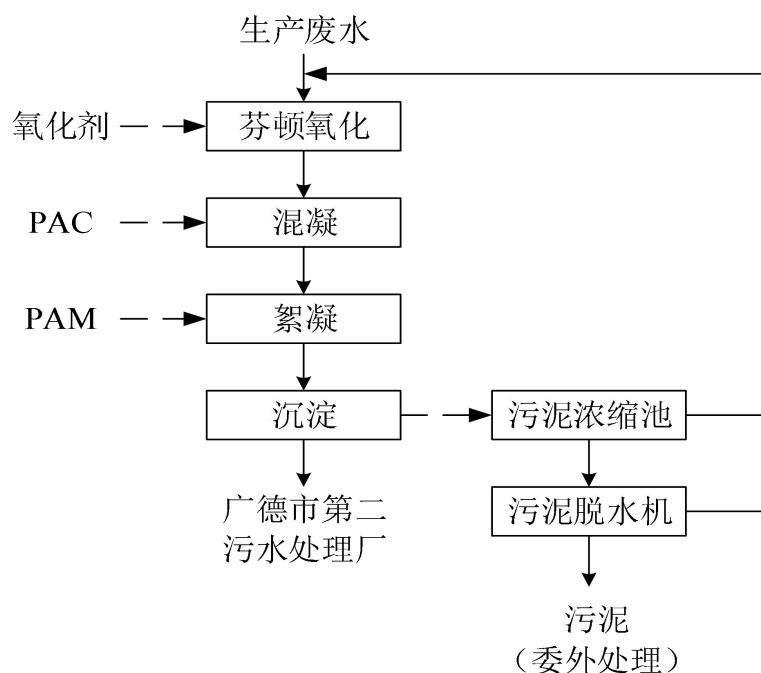 生产废水
氧化剂
芬顿氧化
PAC
混凝
PAM
絮凝
沉淀
污泥浓缩池
广德市第二
污水处理厂
污泥脱水机
污泥
（委外处理）